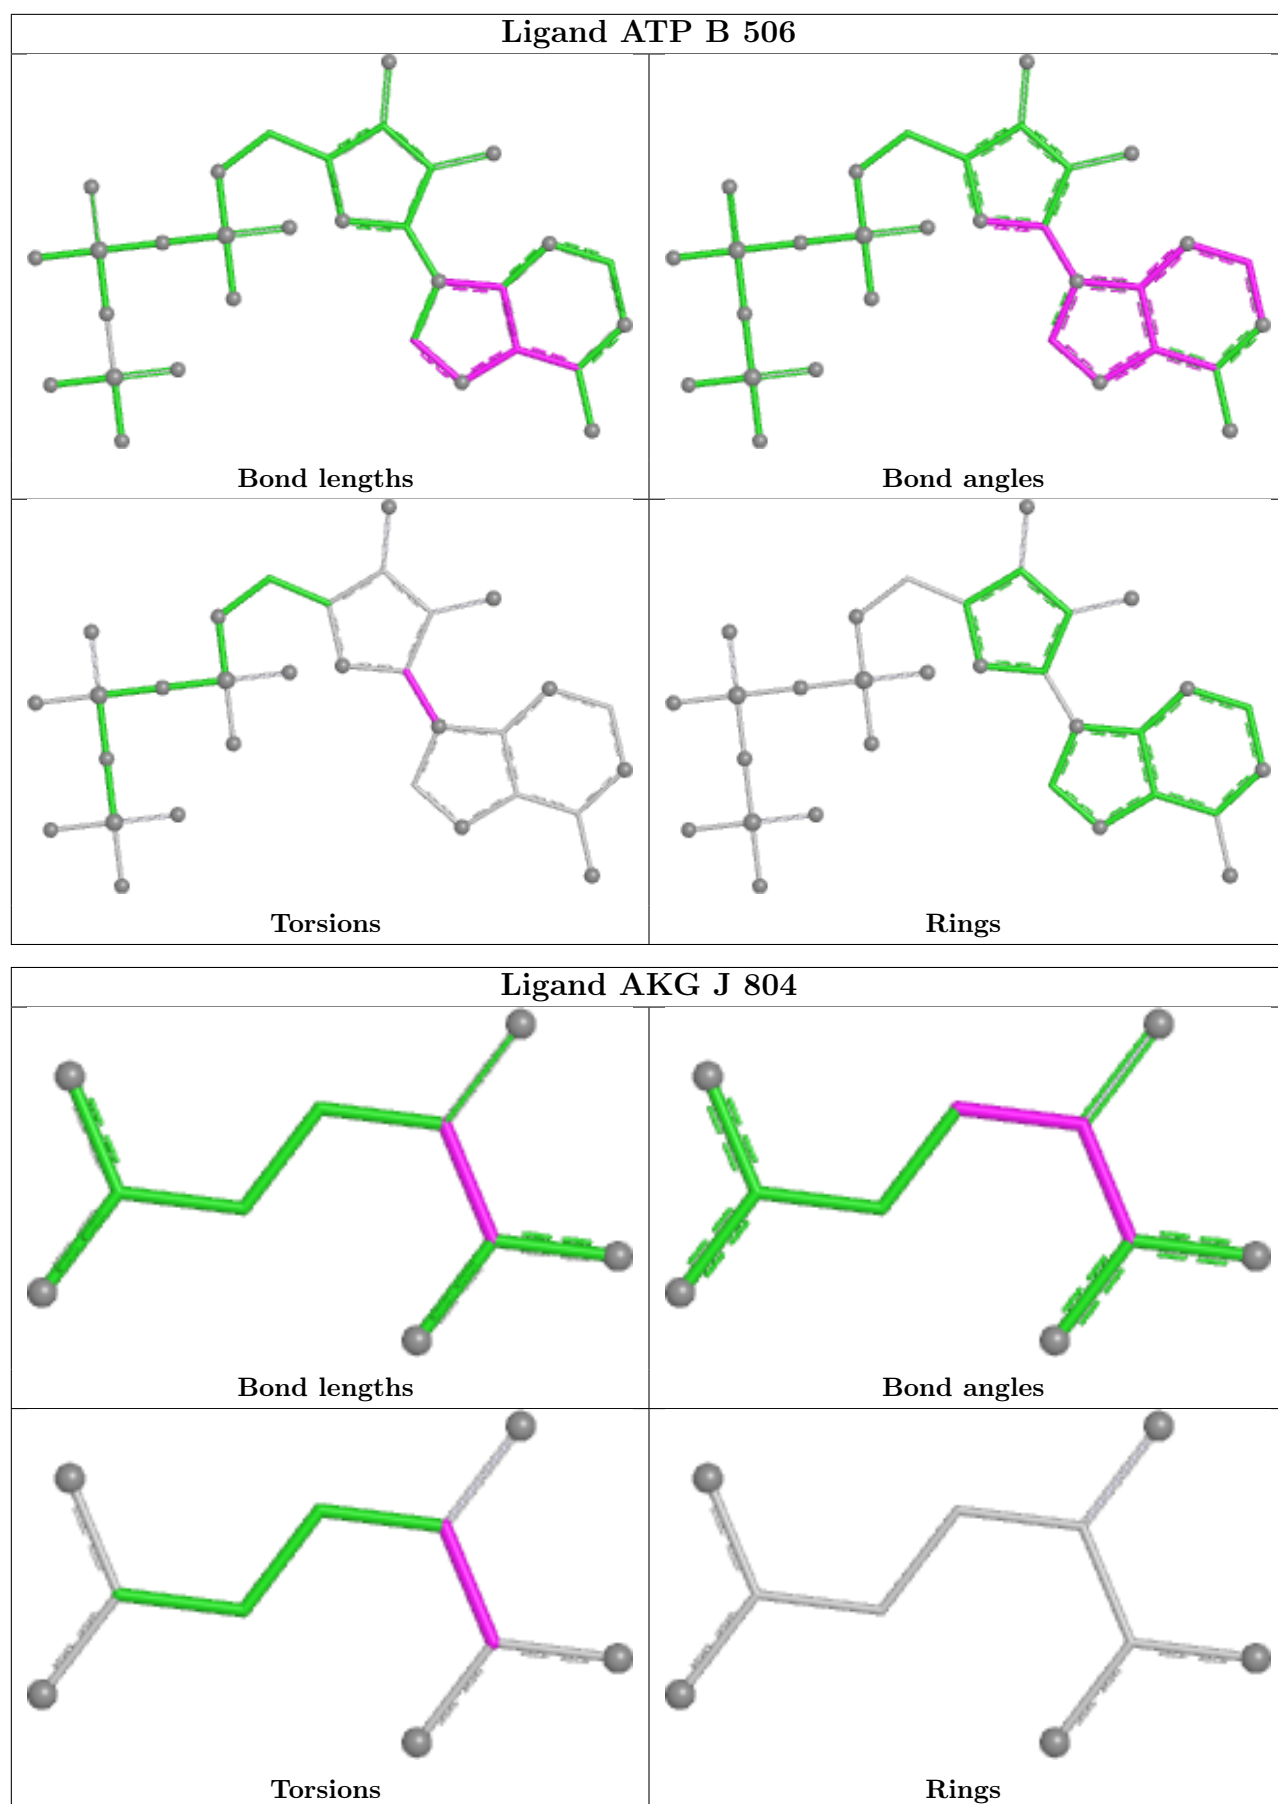 Ligand ATP B 506
Bond lengths
Bond angles
Torsions
Rings
Ligand AKG J 804
Bond lengths
Bond angles
Torsions
Rings